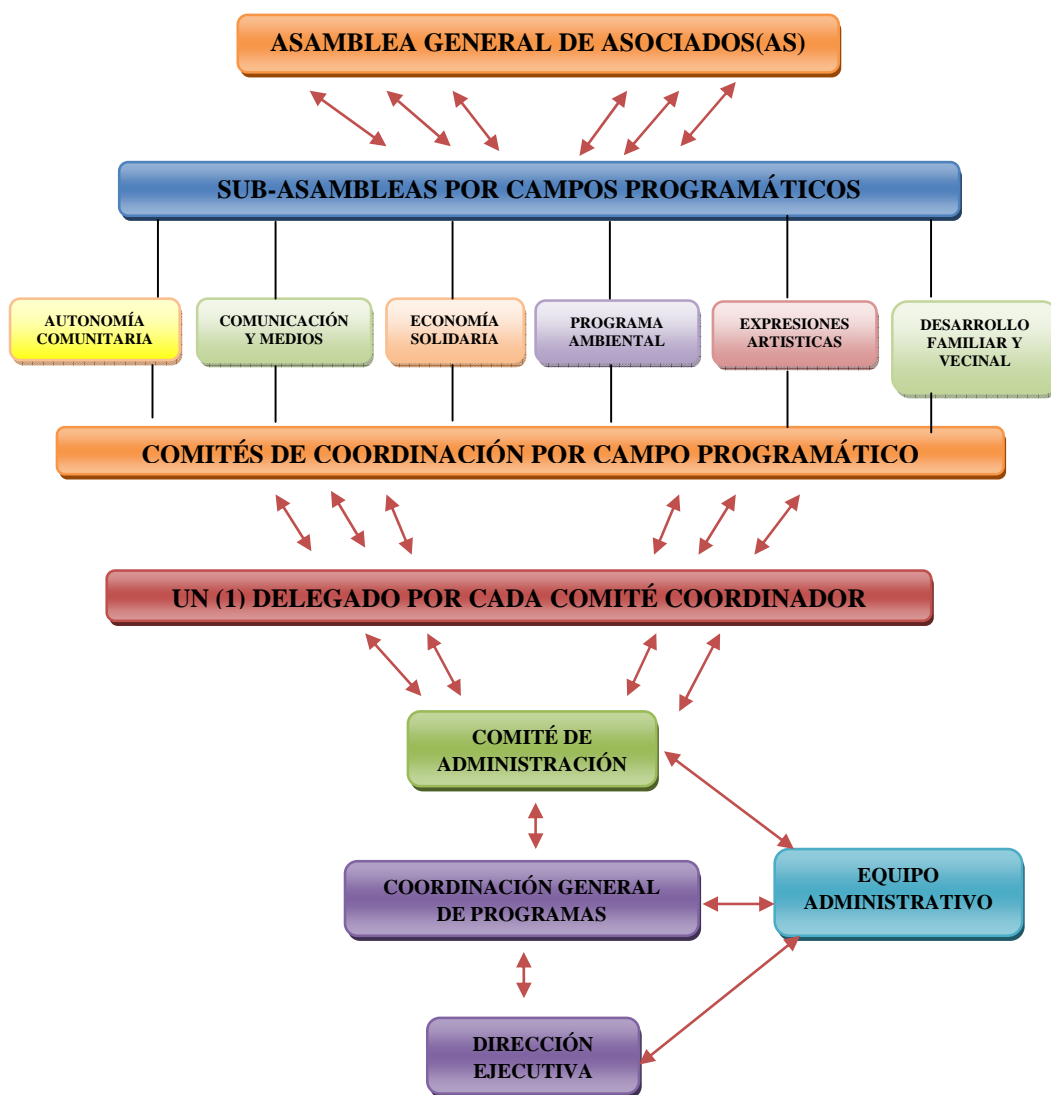 ASAMBLEA GENERAL DE ASOCIADOS(AS)
SUB-ASAMBLEAS POR CAMPOS PROGRAMÁTICOS
AUTONOMÍA
COMUNITARIA
COMUNICACIÓN
Y MEDIOS
ECONOMÍA
SOLIDARIA
PROGRAMA
AMBIENTAL
EXPRESIONES
ARTISTICAS
DESARROLLO
FAMILIAR Y
VECINAL
COMITÉS DE COORDINACIÓN POR CAMPO PROGRAMÁTICO
UN (1) DELEGADO POR CADA COMITÉ COORDINADOR
COMITÉ DE
ADMINISTRACIÓN
COORDINACIÓN GENERAL
DE PROGRAMAS
EQUIPO
ADMINISTRATIVO
DIRECCIÓN
EJECUTIVA